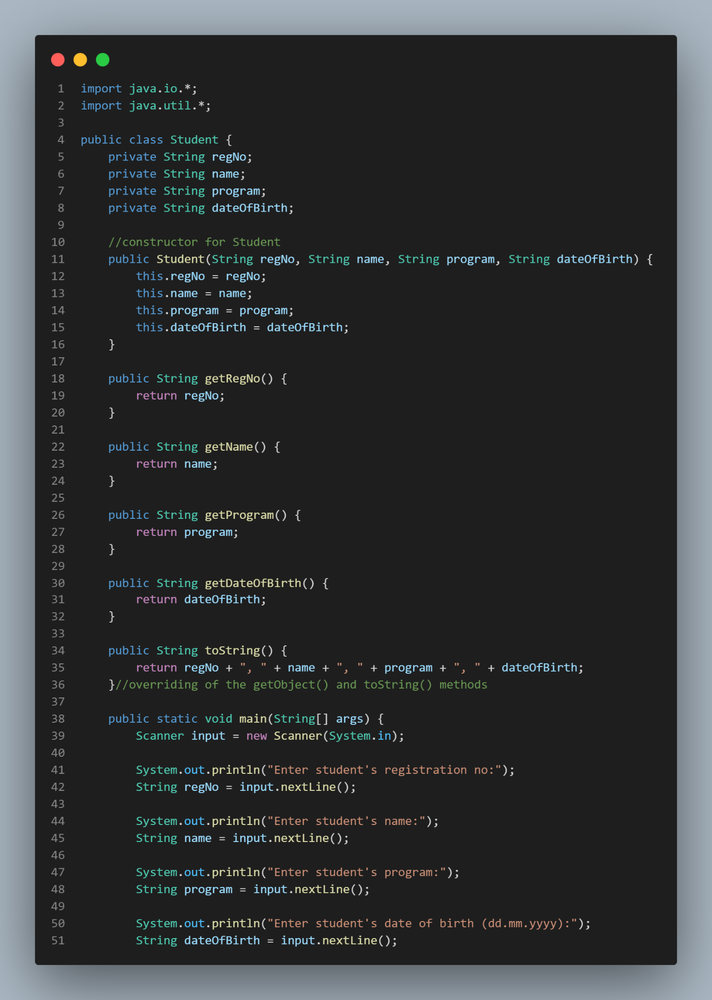 1 import java.io.*;
2 import java.util.*;
3
4 public class Student {
5     private String regNo;
6     private String name;
7     private String program;
8     private String dateOfBirth;
9
10     //constructor for Student
11     public Student(String regNo, String name, String program, String dateOfBirth) {
12         this.regNo = regNo;
13         this.name = name;
14         this.program = program;
15         this.dateOfBirth = dateOfBirth;
16     }
17
18     public String getRegNo() {
19         return regNo;
20     }
21
22     public String getName() {
23         return name;
24     }
25
26     public String getProgram() {
27         return program;
28     }
29
30     public String getDateOfBirth() {
31         return dateOfBirth;
32     }
33
34     public String toString() {
35         return regNo + ", " + name + ", " + program + ", " + dateOfBirth;
36     }//overriding of the getObject() and toString() methods
37
38     public static void main(String[] args) {
39         Scanner input = new Scanner(System.in);
40
41         System.out.println("Enter student's registration no:");
42         String regNo = input.nextLine();
43
44         System.out.println("Enter student's name:");
45         String name = input.nextLine();
46
47         System.out.println("Enter student's program:");
48         String program = input.nextLine();
49
50         System.out.println("Enter student's date of birth (dd.mm.yyyy):");
51         String dateOfBirth = input.nextLine();